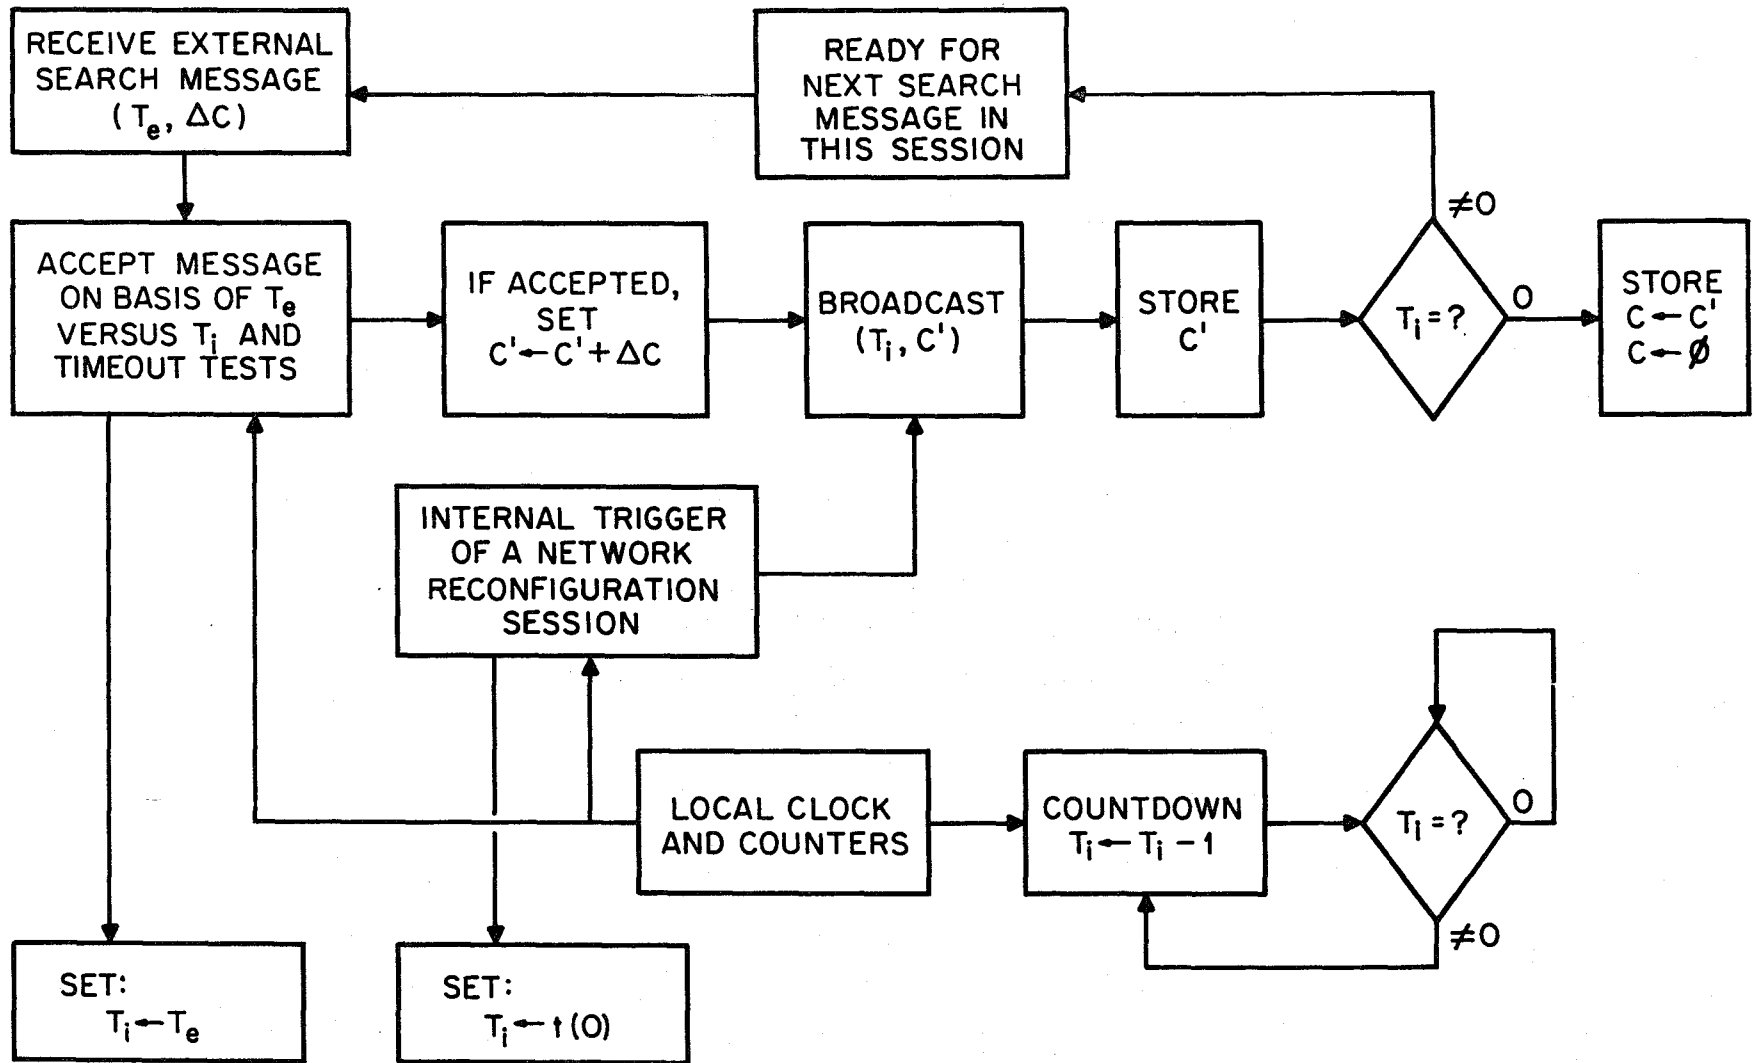 RECEIVE EXTERNAL
SEARCH MESSAGE
(Te, ΔC)
READY FOR
NEXT SEARCH
MESSAGE IN
THIS SESSION
ACCEPT MESSAGE
ON BASIS OF Te
VERSUS Ti AND
TIMEOUT TESTS
IF ACCEPTED,
SET
C'←C'+ΔC
BROADCAST
(Ti, C')
STORE
C'
Ti=?
≠0
0
STORE
C←C'
C←Ø
INTERNAL TRIGGER
OF A NETWORK
RECONFIGURATION
SESSION
LOCAL CLOCK
AND COUNTERS
COUNTDOWN
Ti←Ti-1
Ti=?
0
≠0
SET:
Ti←Te
SET:
Ti←t(0)